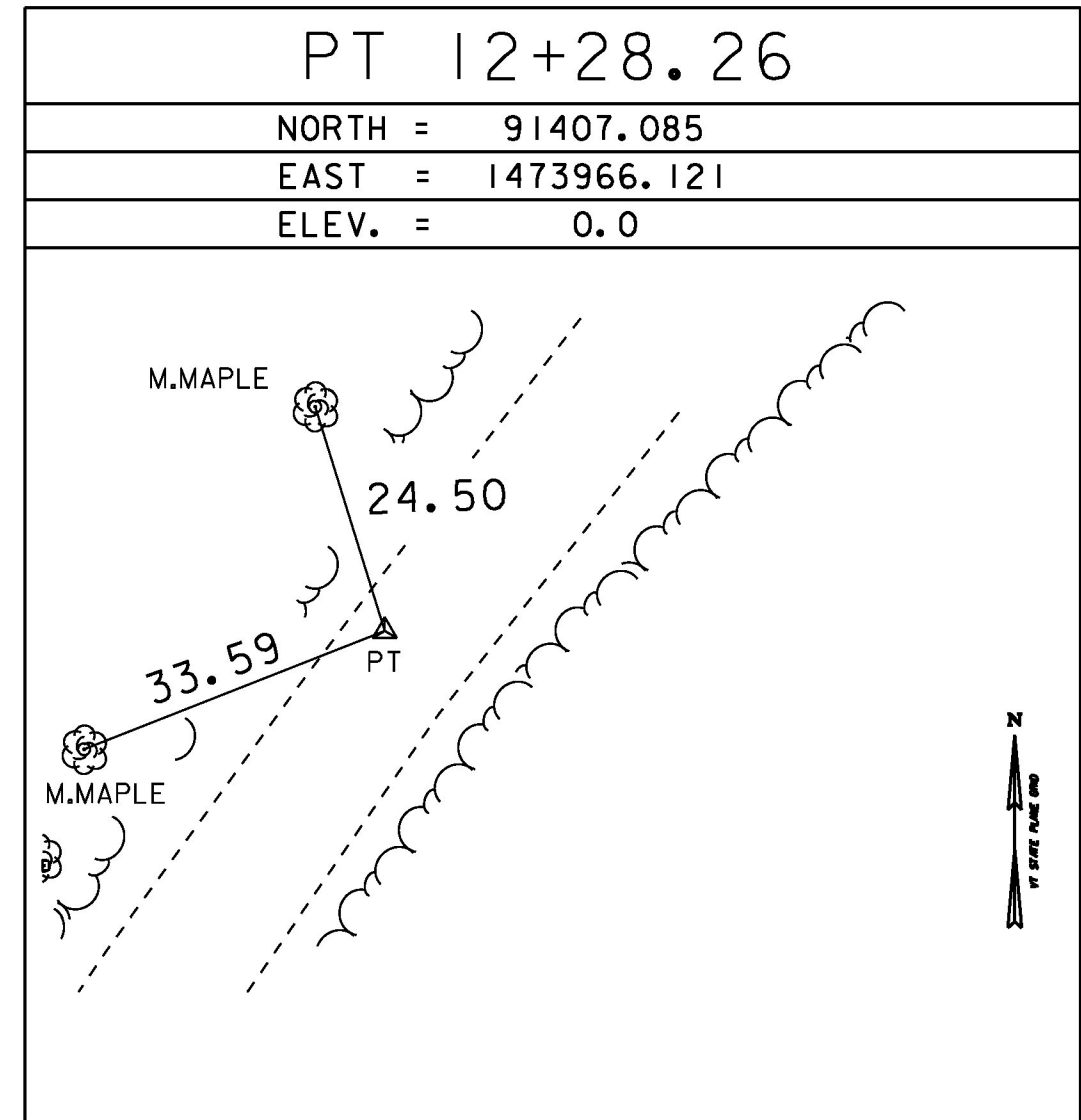 PT 12+28.26
NORTH = 91407.085
EAST = 1473966.121
ELEV. = 0.0
M.MAPLE
24.50
33.59
PT
M.MAPLE
N
VT STATE PLANE GRID